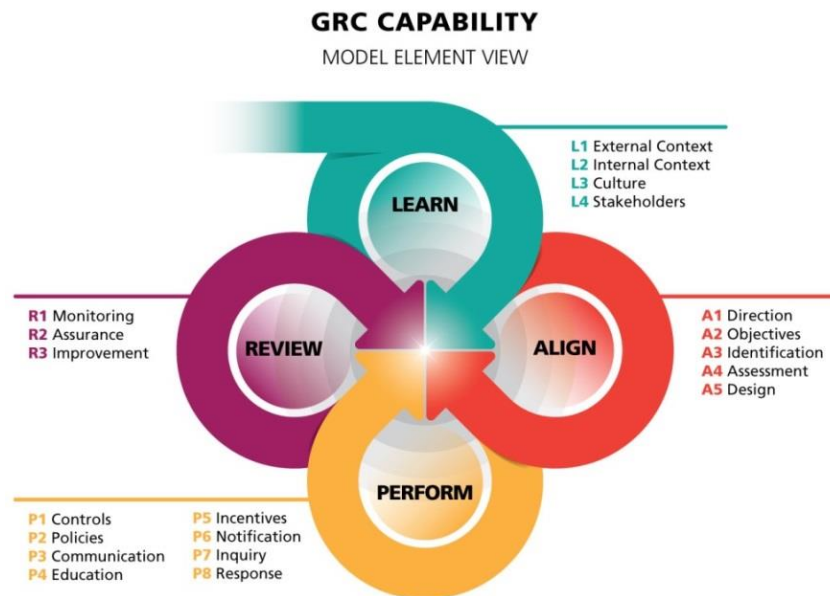 GRC CAPABILITY
MODEL ELEMENT VIEW
LEARN
L1 External Context
L2 Internal Context
L3 Culture
L4 Stakeholders
REVIEW
R1 Monitoring
R2 Assurance
R3 Improvement
ALIGN
A1 Direction
A2 Objectives
A3 Identification
A4 Assessment
A5 Design
PERFORM
P1 Controls
P2 Policies
P3 Communication
P4 Education
P5 Incentives
P6 Notification
P7 Inquiry
P8 Response